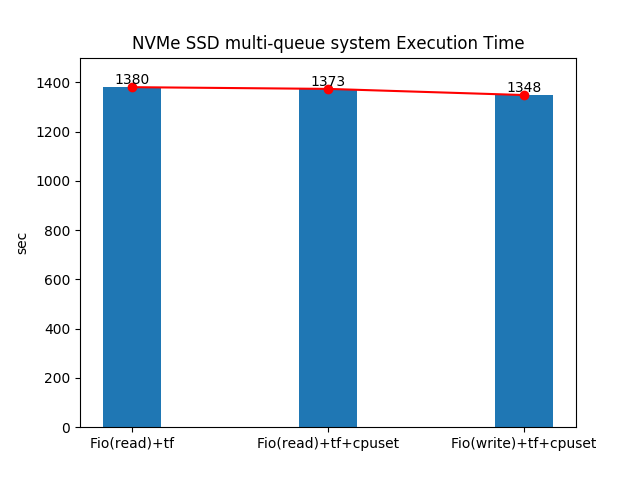 NVMe SSD multi-queue system Execution Time
1380
1373
1348
1400
1200
1000
800
600
400
200
0
sec
Fio(read)+tf
Fio(read)+tf+cpuset
Fio(write)+tf+cpuset